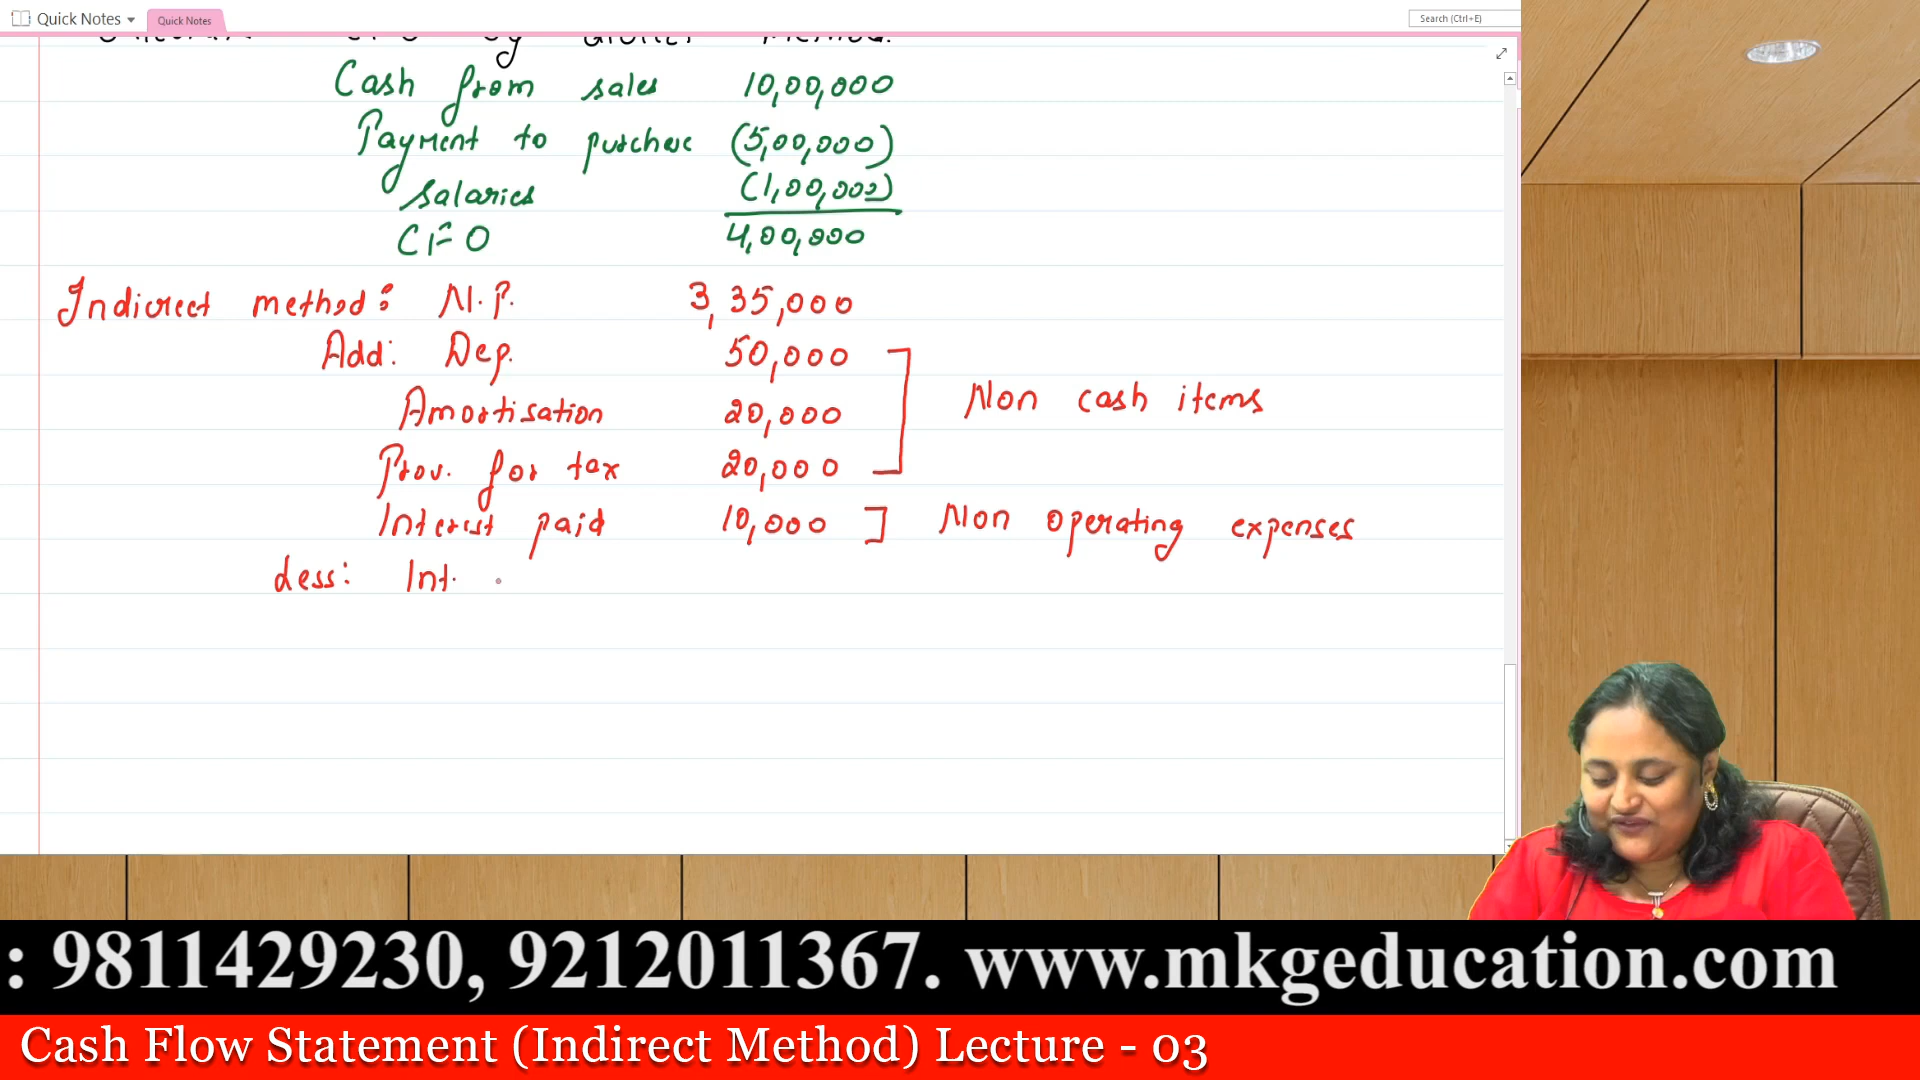 Quick Notes
Quick Notes
Search (Ctrl+E)
by direct method.
Cash from sales 10,00,000
Payment to purchase (5,00,000)
Salaries (1,00,000)
CFO 4,00,000
Indirect method: N.P. 3,35,000
Add: Dep. 50,000
Amortisation 20,000
Non cash items
Prov. for tax 20,000
Interest paid 10,000 ] Non operating expenses
Less: Int.
: 9811429230, 9212011367. www.mkgeducation.com
Cash Flow Statement (Indirect Method) Lecture - 03